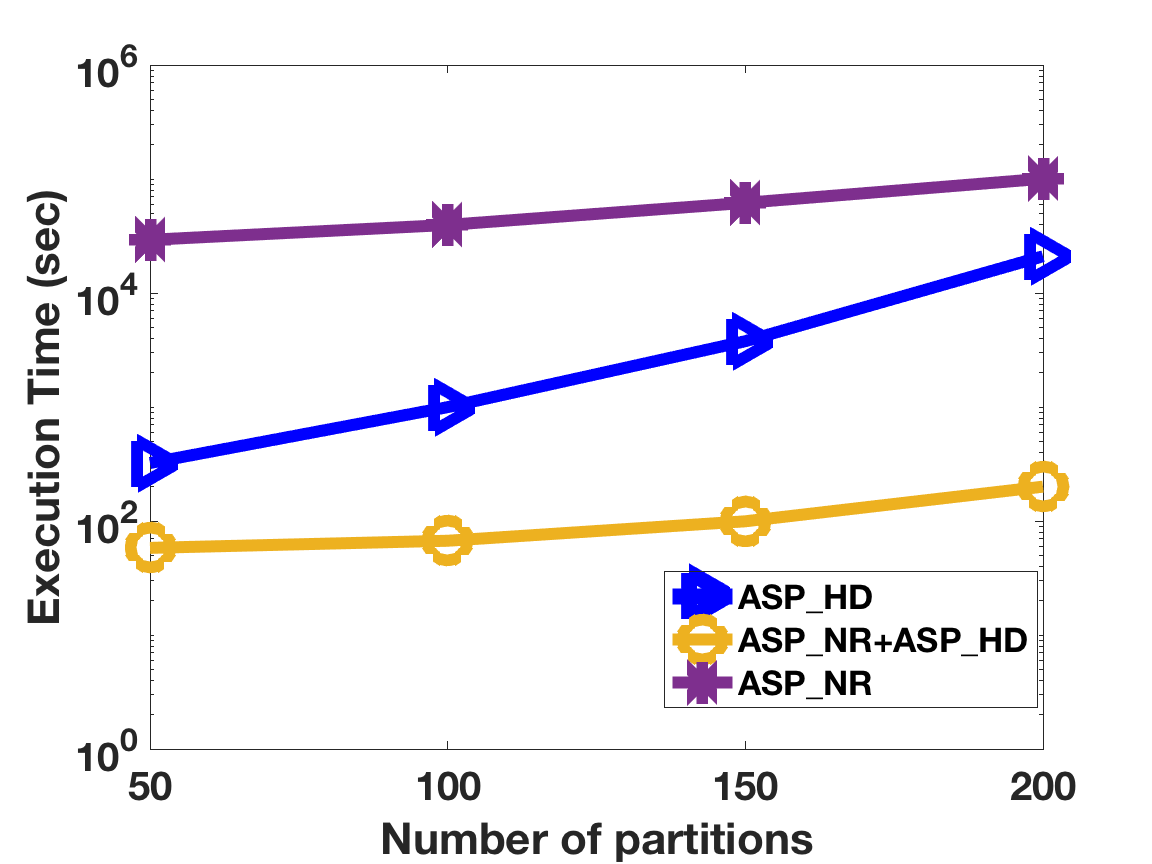 10^6
10^4
10^2
10^0
Execution Time (sec)
ASP_HD
ASP_NR+ASP_HD
ASP_NR
50 100 150 200
Number of partitions